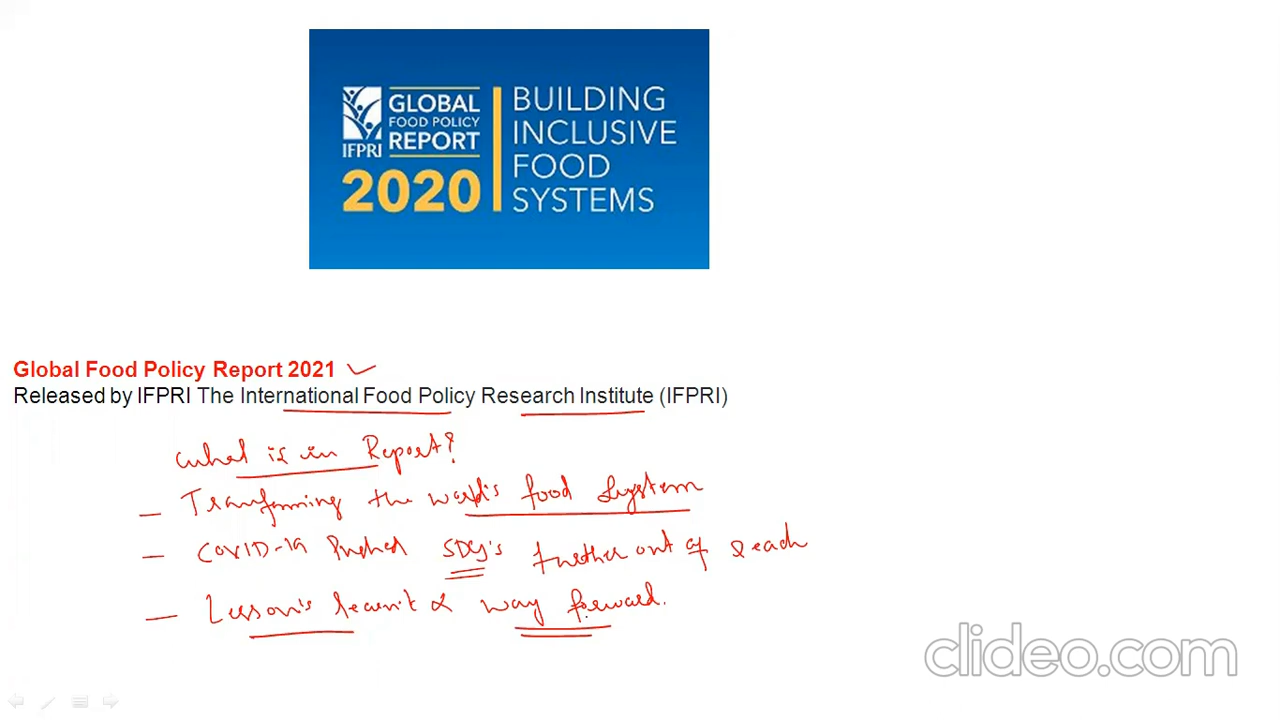 IFPRI
GLOBAL
FOOD POLICY
REPORT
2020
BUILDING
INCLUSIVE
FOOD
SYSTEMS
Global Food Policy Report 2021
Released by IFPRI The International Food Policy Research Institute (IFPRI)
What is in Report?
— Transforming the world's food system
— COVID-19 Pushed SDG's further out of reach
— Lesson's learn't & way forward.
clideo.com